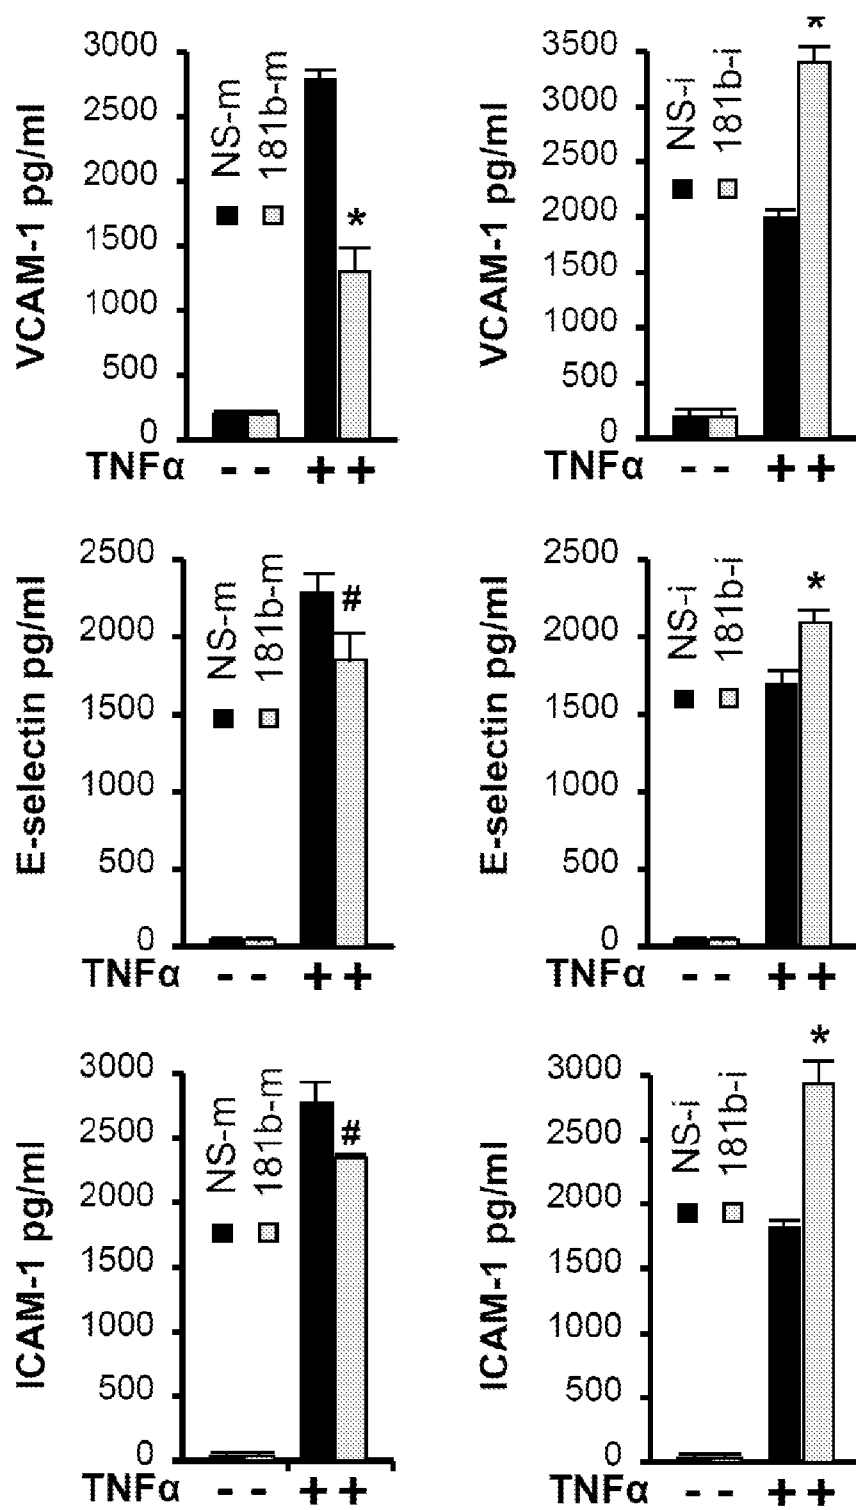 VCAM-1 pg/ml
3000
2500
2000
1500
1000
500
0
NS-m
181b-m
*
TNFα - - + +
VCAM-1 pg/ml
3500
3000
2500
2000
1500
1000
500
0
NS-i
181b-i
*
TNFα - - + +
E-selectin pg/ml
2500
2000
1500
1000
500
0
NS-m
181b-m
#
TNFα - - + +
E-selectin pg/ml
2500
2000
1500
1000
500
0
NS-i
181b-i
*
TNFα - - + +
ICAM-1 pg/ml
3000
2500
2000
1500
1000
500
0
NS-m
181b-m
#
TNFα - - + +
ICAM-1 pg/ml
3000
2500
2000
1500
1000
500
0
NS-i
181b-i
*
TNFα - - + +